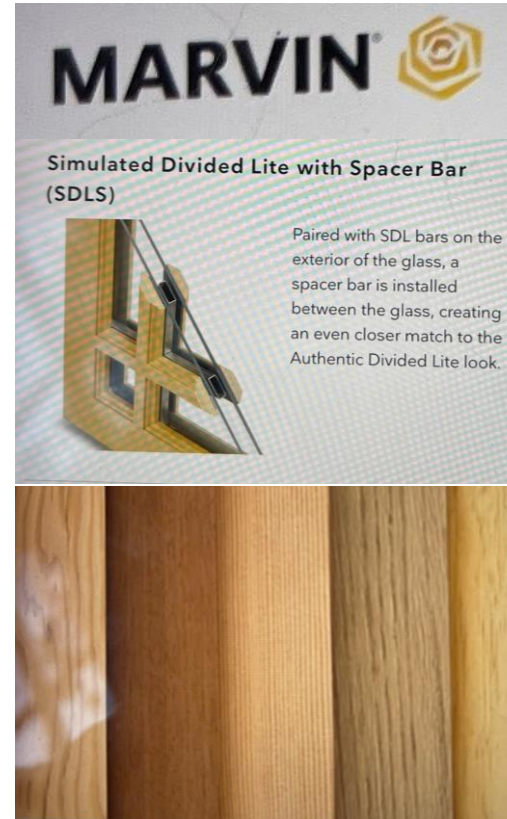 MARVIN®
Simulated Divided Lite with Spacer Bar
(SDLS)
Paired with SDL bars on the
exterior of the glass, a
spacer bar is installed
between the glass, creating
an even closer match to the
Authentic Divided Lite look.